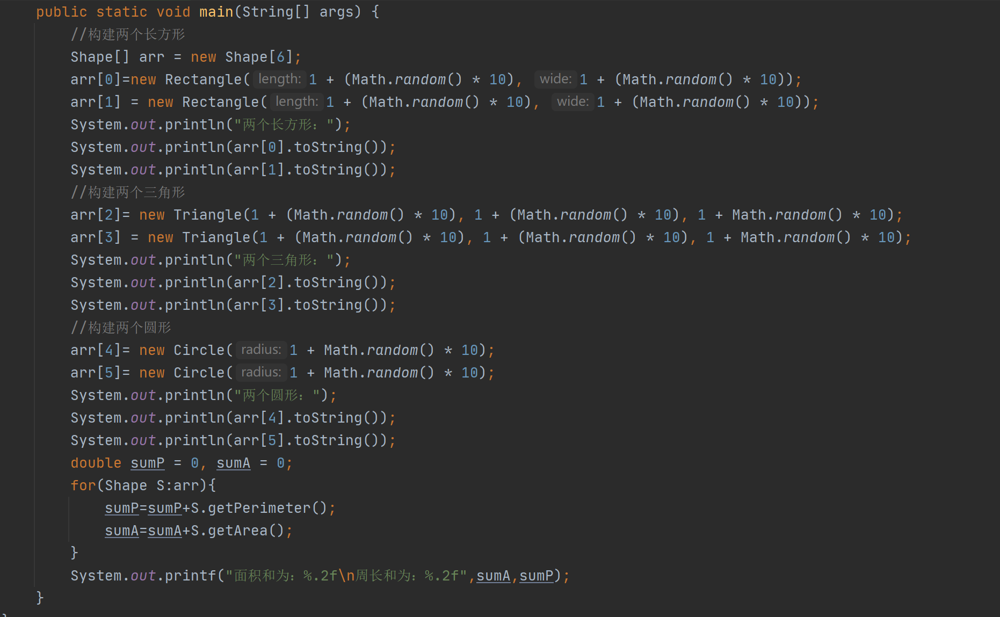 public static void main(String[] args) {
//构建两个长方形
Shape[] arr = new Shape[6];
arr[0]=new Rectangle( length: 1 + (Math.random() * 10), wide: 1 + (Math.random() * 10));
arr[1] = new Rectangle( length: 1 + (Math.random() * 10), wide: 1 + (Math.random() * 10));
System.out.println("两个长方形：");
System.out.println(arr[0].toString());
System.out.println(arr[1].toString());
//构建两个三角形
arr[2]= new Triangle(1 + (Math.random() * 10), 1 + (Math.random() * 10), 1 + Math.random() * 10);
arr[3] = new Triangle(1 + (Math.random() * 10), 1 + (Math.random() * 10), 1 + Math.random() * 10);
System.out.println("两个三角形：");
System.out.println(arr[2].toString());
System.out.println(arr[3].toString());
//构建两个圆形
arr[4]= new Circle( radius: 1 + Math.random() * 10);
arr[5]= new Circle( radius: 1 + Math.random() * 10);
System.out.println("两个圆形：");
System.out.println(arr[4].toString());
System.out.println(arr[5].toString());
double sumP = 0, sumA = 0;
for(Shape S:arr){
sumP=sumP+S.getPerimeter();
sumA=sumA+S.getArea();
}
System.out.printf("面积和为：%.2f\n周长和为：%.2f",sumA,sumP);
}